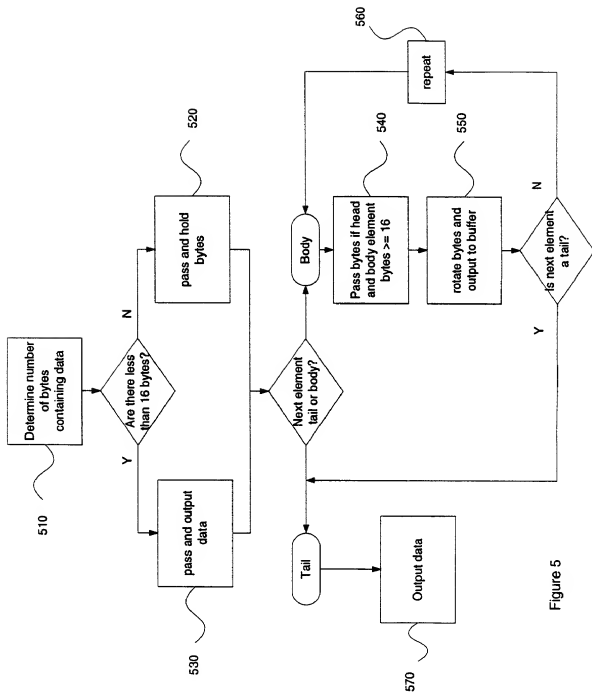 510
Determine number
of bytes
containing data
Are there less
than 16 bytes?
Y
N
530
pass and output
data
520
pass and hold
bytes
Next element
tail or body?
Tail
Body
570
Output data
540
Pass bytes if head
and body element
bytes >= 16
550
rotate bytes and
output to buffer
Is next element
a tail?
Y
N
560
repeat
Figure 5